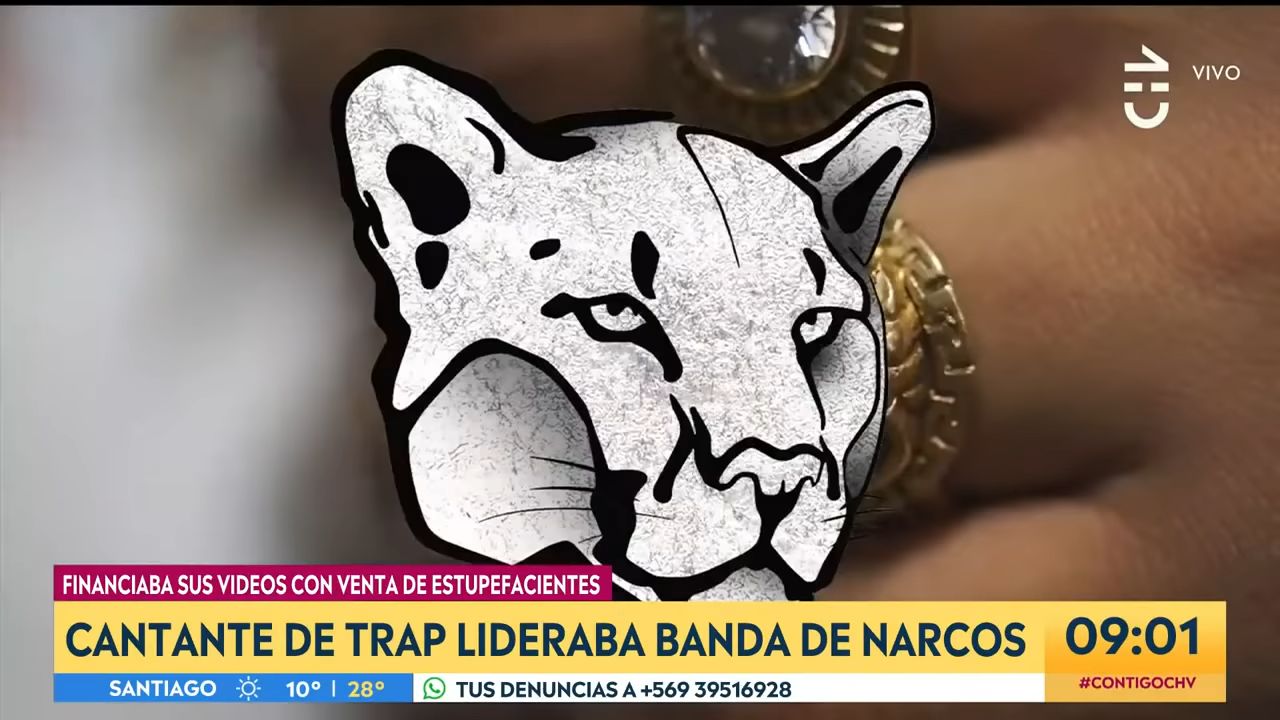 CHV
VIVO
FINANCIABA SUS VIDEOS CON VENTA DE ESTUPEFACIENTES
CANTANTE DE TRAP LIDERABA BANDA DE NARCOS
09:01
SANTIAGO 10° | 28°
TUS DENUNCIAS A +569 39516928
#CONTIGOCHV